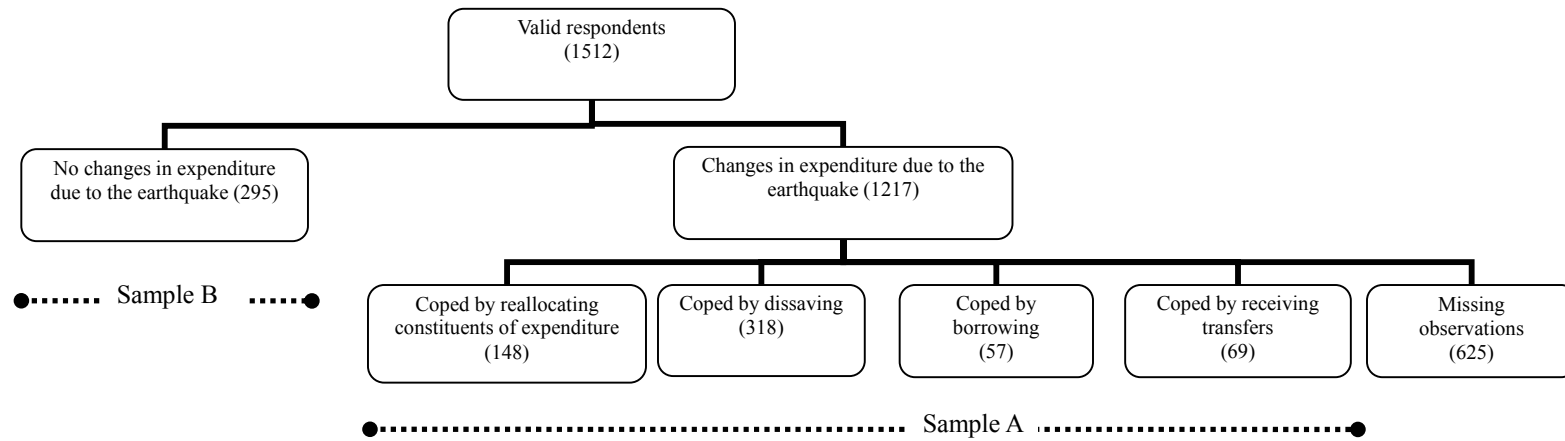 Valid respondents
(1512)
No changes in expenditure
due to the earthquake (295)
Changes in expenditure due to the
earthquake (1217)
Sample B
Coped by reallocating
constituents of expenditure
(148)
Coped by dissaving
(318)
Coped by
borrowing
(57)
Coped by receiving
transfers
(69)
Missing
observations
(625)
Sample A